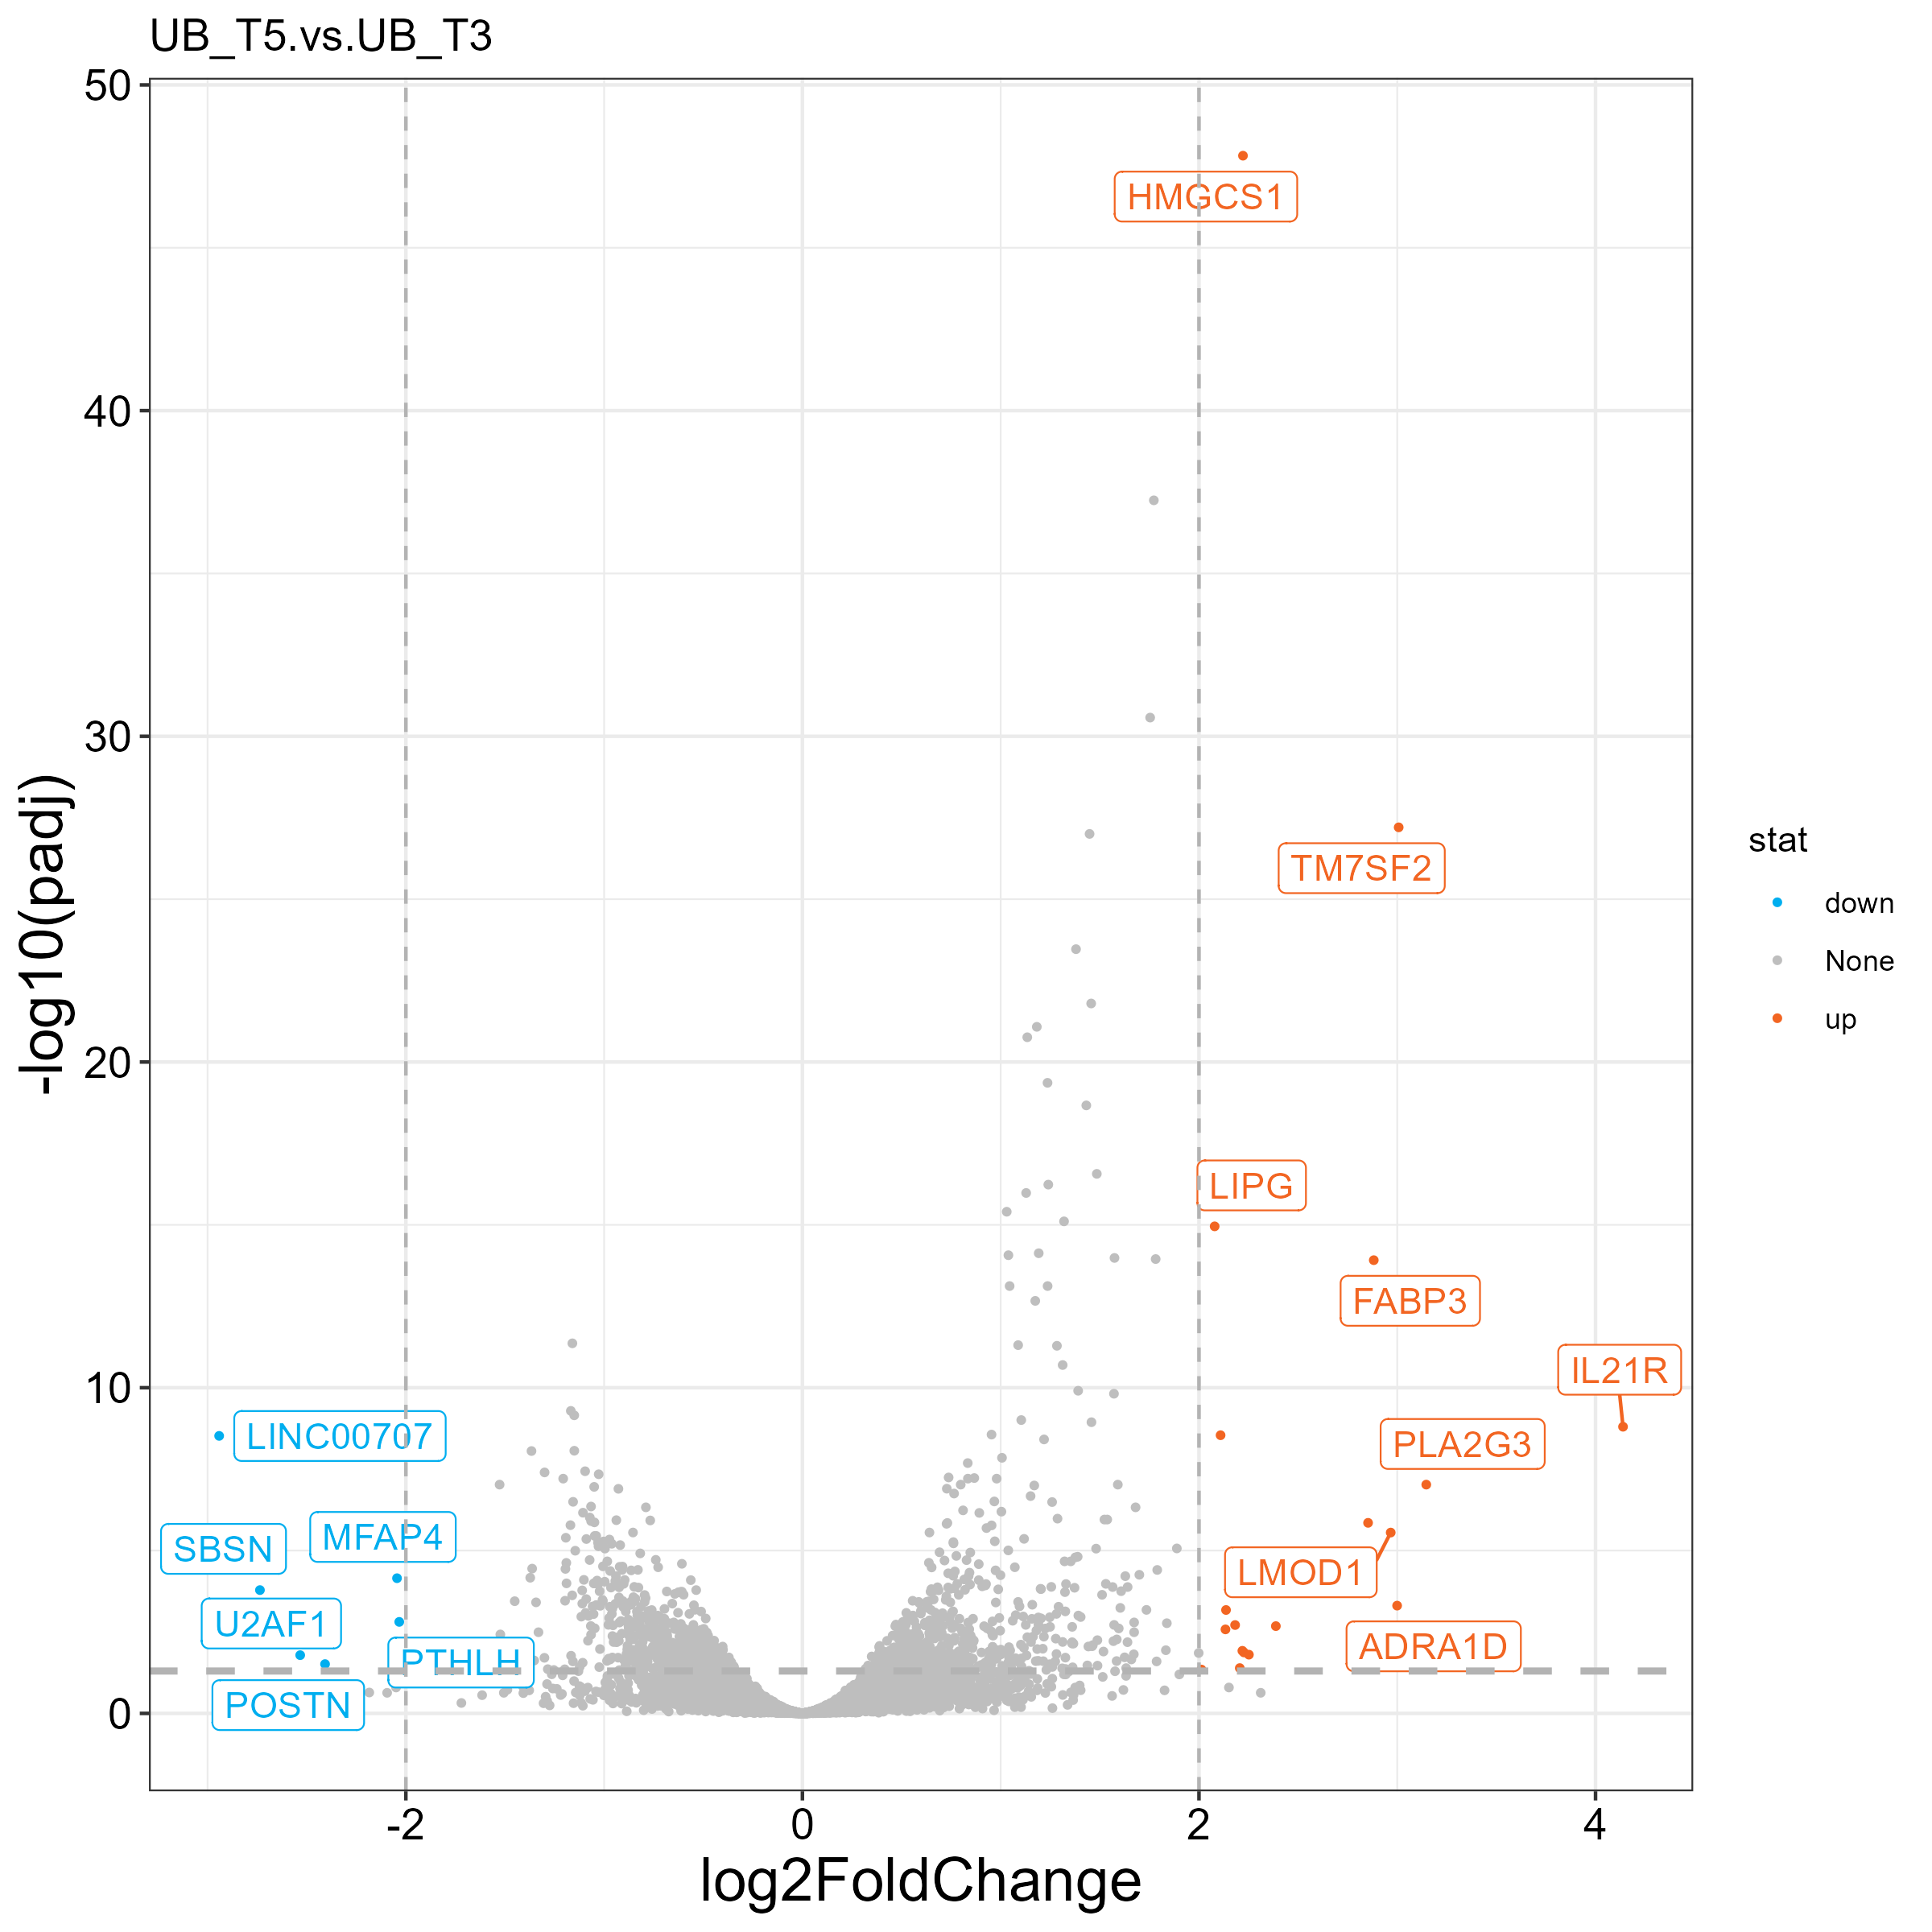 UB_T5.vs.UB_T3
50
40
30
20
10
0
-log10(padj)
HMGCS1
TM7SF2
LIPG
FABP3
IL21R
PLA2G3
LINC00707
MFAP4
SBSN
LMOD1
U2AF1
ADRA1D
PTHLH
POSTN
-2
0
2
4
log2FoldChange
stat
down
None
up